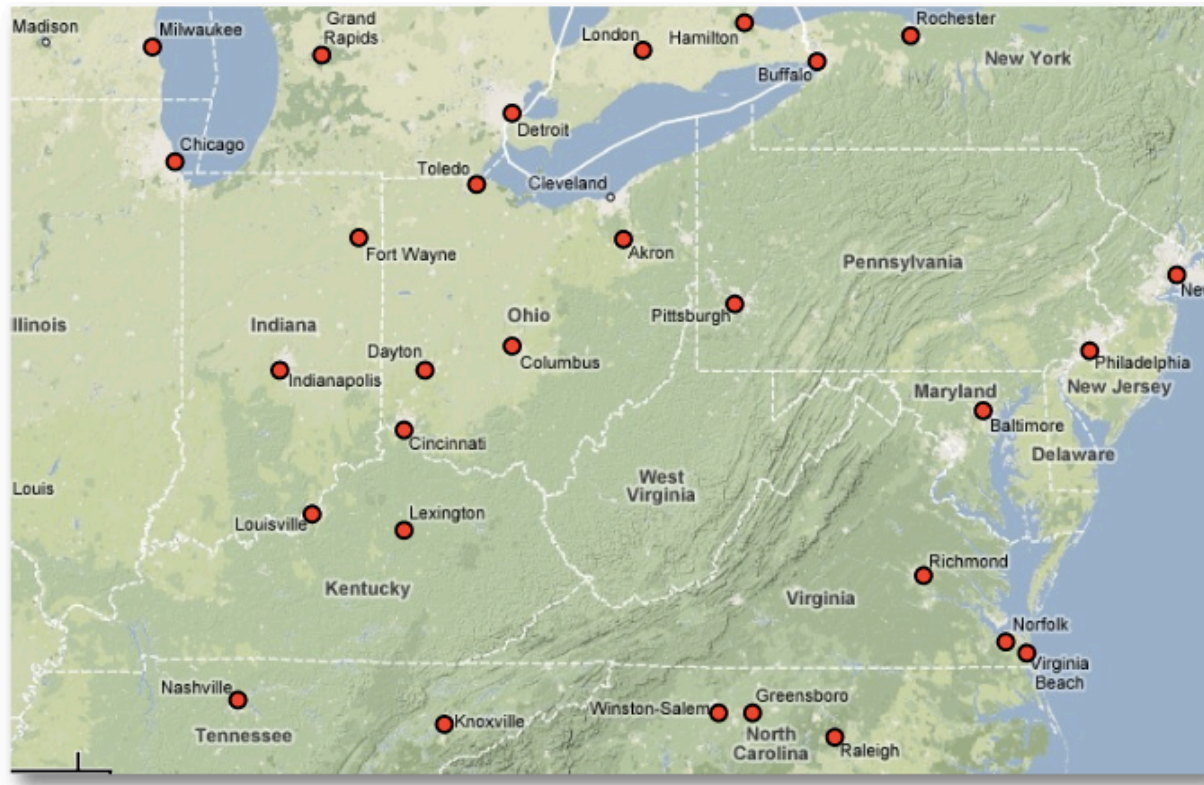 Madison
Milwaukee
Grand
Rapids
London
Hamilton
Rochester
Buffalo
New York
Detroit
Chicago
Toledo
Cleveland
Fort Wayne
Akron
Pennsylvania
New
Pittsburgh
llinois
Indiana
Ohio
Dayton
Columbus
Indianapolis
Philadelphia
New Jersey
Maryland
Baltimore
Cincinnati
Delaware
West
Virginia
Louis
Louisville
Lexington
Richmond
Kentucky
Virginia
Norfolk
Virginia
Beach
Nashville
Tennessee
Knoxville
Winston-Salem
Greensboro
North
Carolina
Raleigh